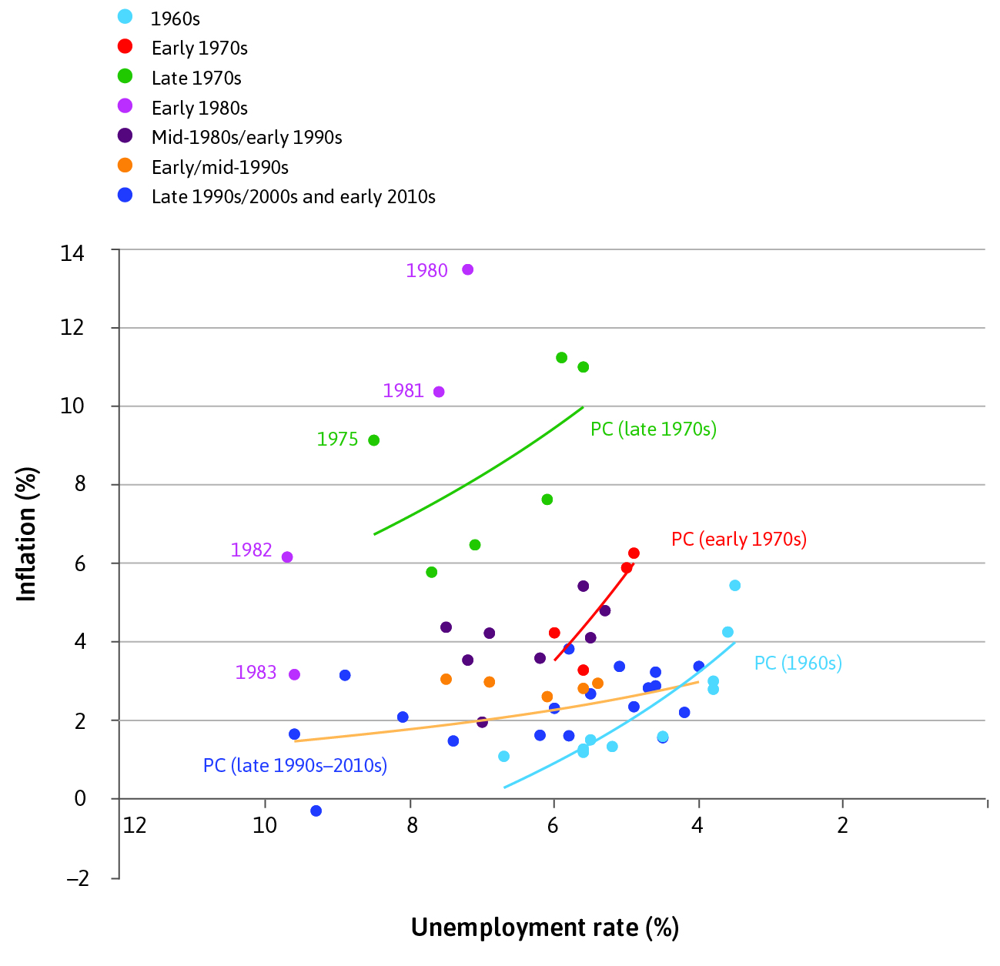 1960s
Early 1970s
Late 1970s
Early 1980s
Mid-1980s/early 1990s
Early/mid-1990s
Late 1990s/2000s and early 2010s
14
1980
12
1981
10
PC (late 1970s)
1975
8
Inflation (%)
PC (early 1970s)
1982
6
4
PC (1960s)
1983
2
PC (late 1990s–2010s)
0
12
10
8
6
4
2
–2
Unemployment rate (%)